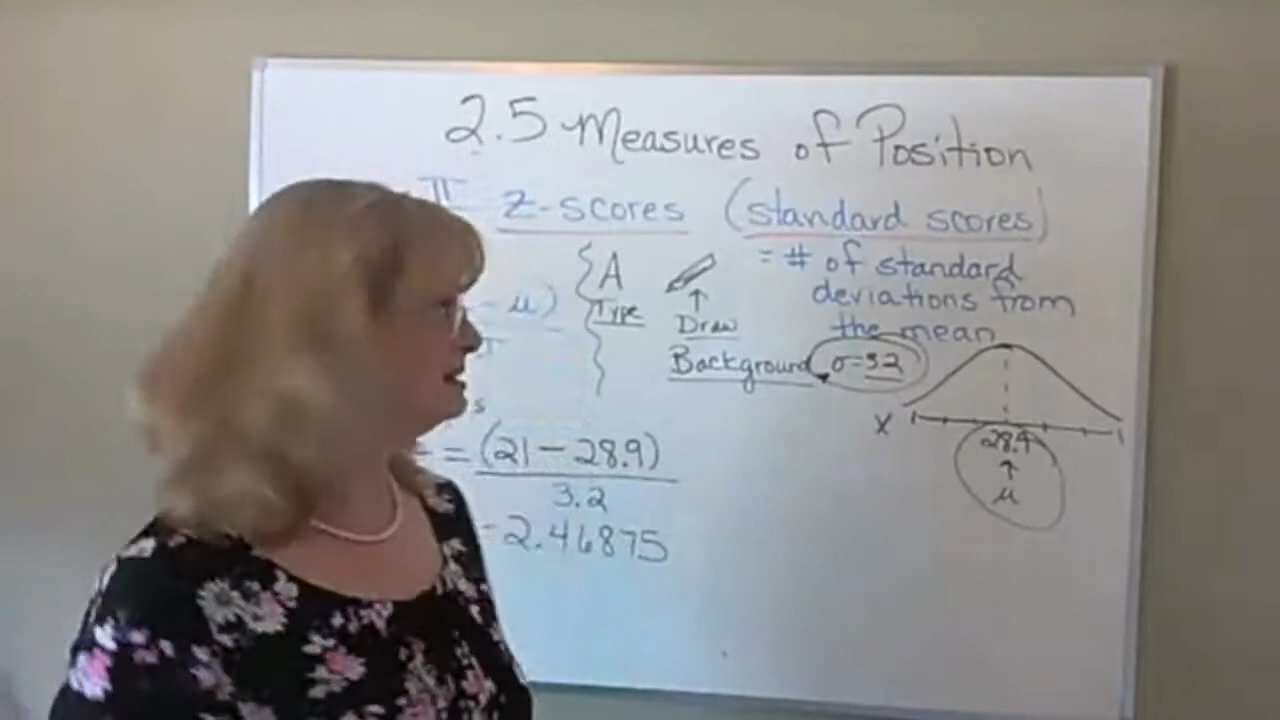 2.5 Measures of Position
II z-scores (standard scores)
= # of standard
deviations from
the mean
- μ)
A
Type
↑
Draw
Background
σ=3.2
s
= (21 - 28.9)
3.2
-2.46875
X
28.9
↑
μ